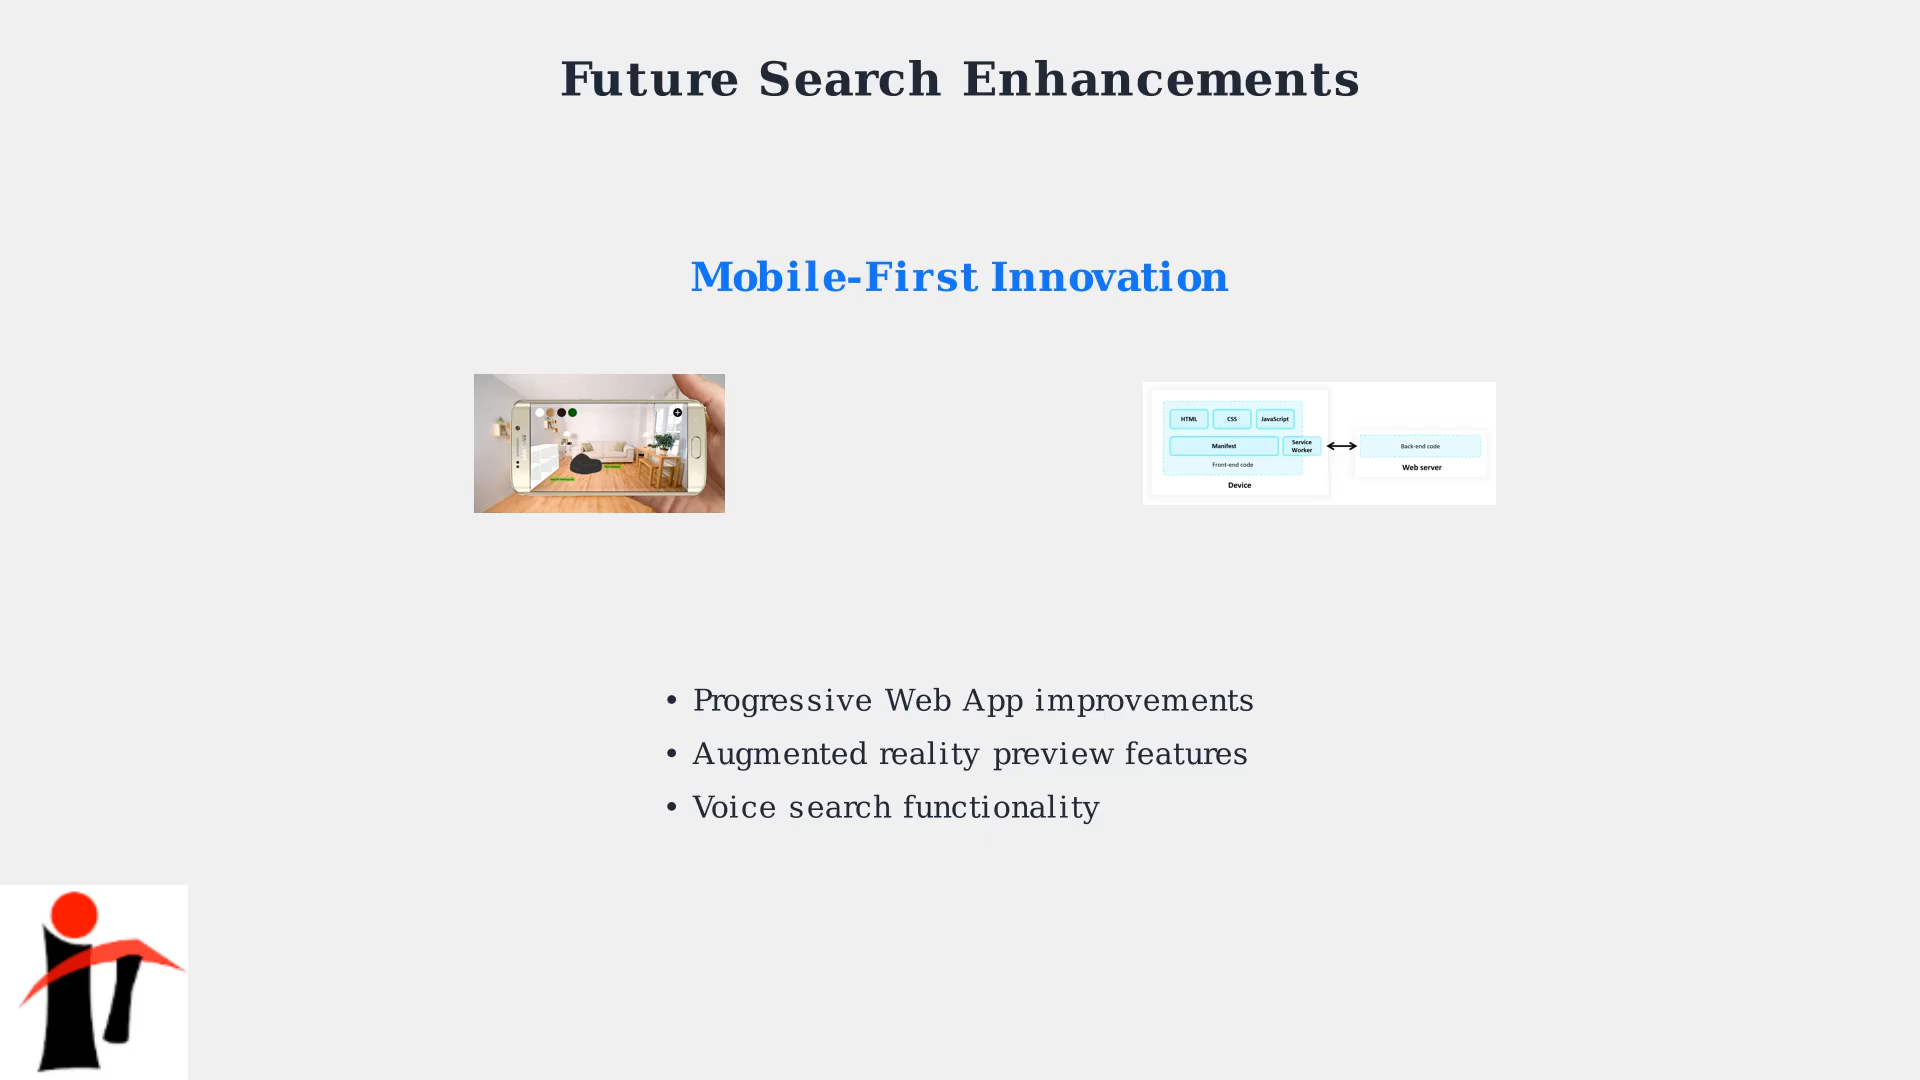 Future Search Enhancements
Mobile-First Innovation
HTML
CSS
JavaScript
Manifest
Service
Worker
Front-end code
Device
Back-end code
Web server
• Progressive Web App improvements
• Augmented reality preview features
• Voice search functionality